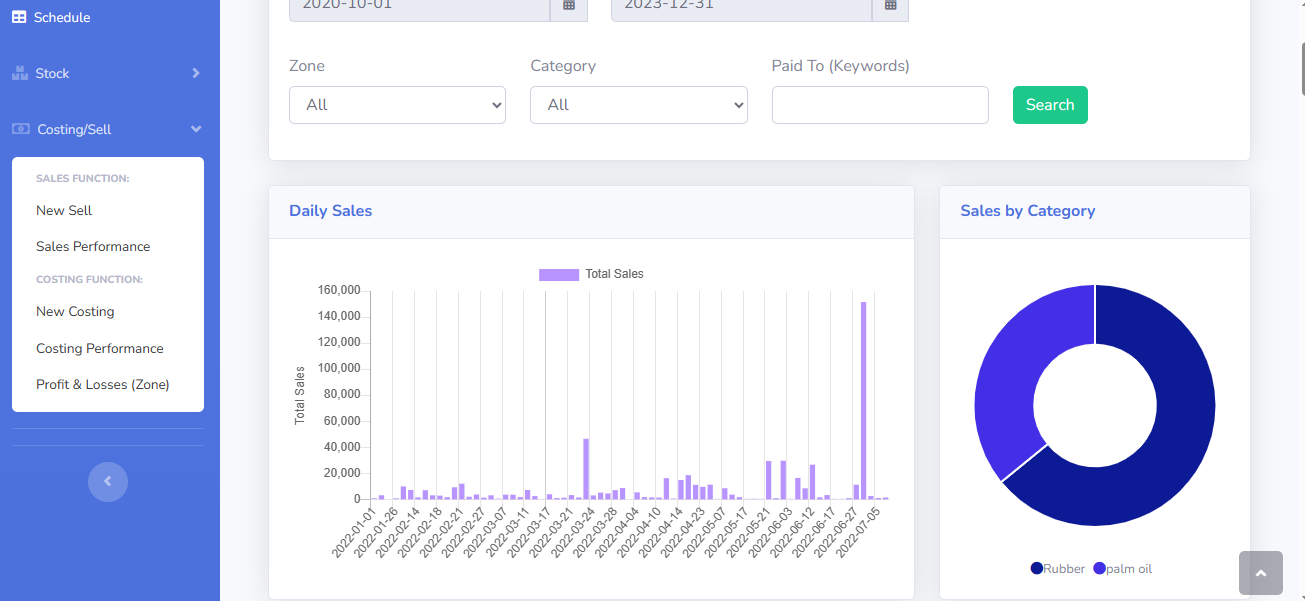 Schedule
Stock
Costing/Sell
SALES FUNCTION:
New Sell
Sales Performance
COSTING FUNCTION:
New Costing
Costing Performance
Profit & Losses (Zone)
2020-10-01
2023-12-31
Zone
Category
Paid To (Keywords)
All
All
Search
Daily Sales
Total Sales
Total Sales
160,000
140,000
120,000
100,000
80,000
60,000
40,000
20,000
0
2022-01-01
2022-01-26
2022-02-14
2022-02-18
2022-02-21
2022-02-27
2022-03-07
2022-03-11
2022-03-17
2022-03-21
2022-03-24
2022-03-28
2022-04-04
2022-04-10
2022-04-14
2022-04-23
2022-05-07
2022-05-17
2022-05-21
2022-06-03
2022-06-12
2022-06-17
2022-06-27
2022-07-05
Sales by Category
Rubber
palm oil